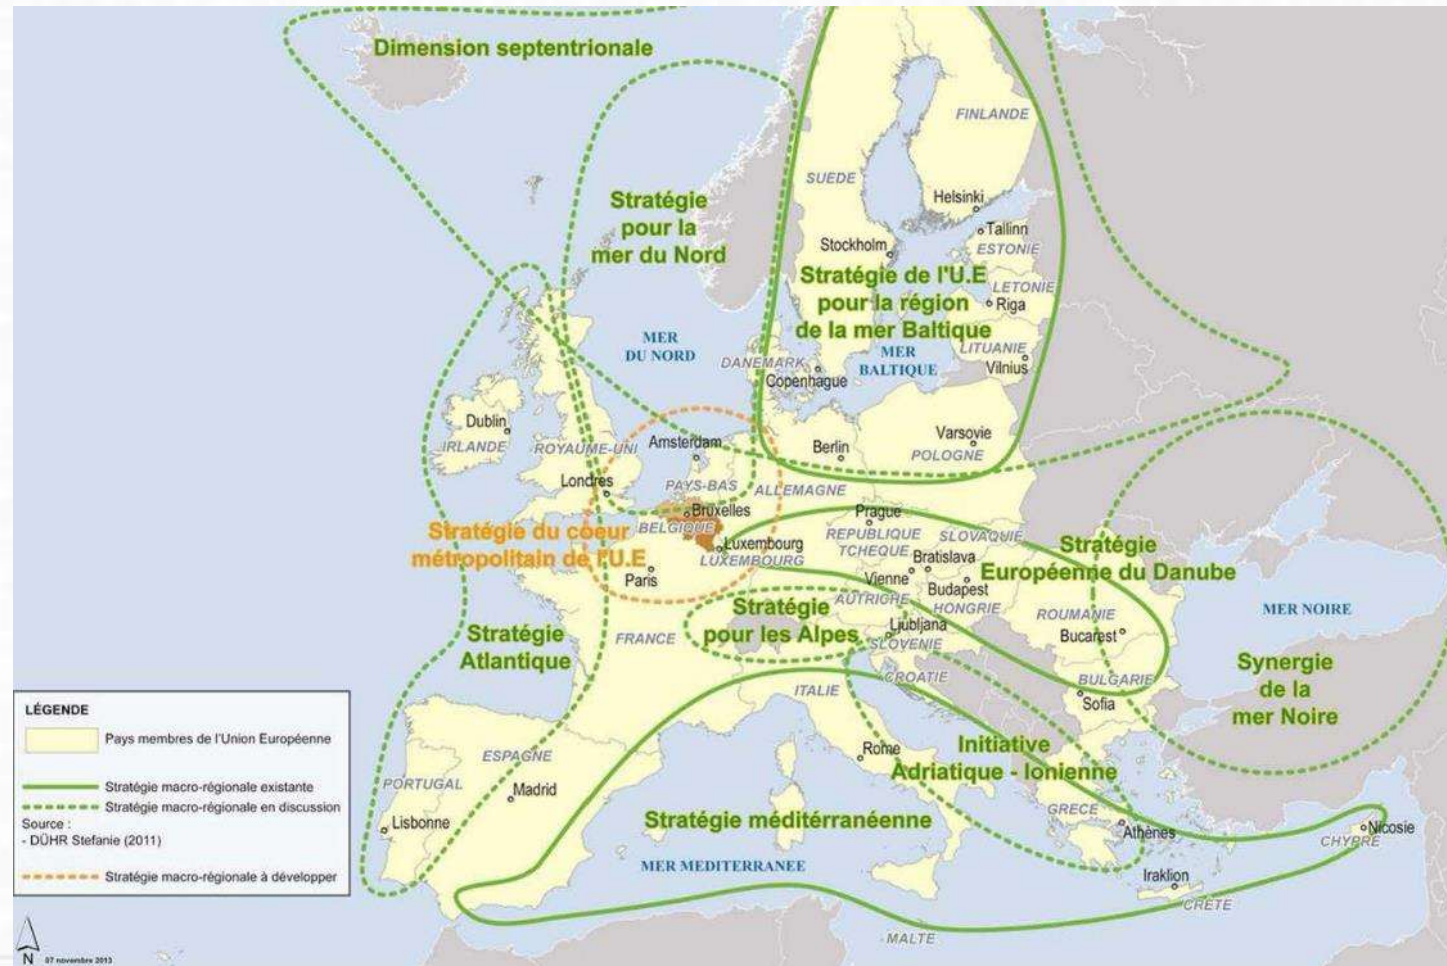 Dimension septentrionale
FINLANDE
SUEDE
Helsinki
Stratégie
pour la
mer du Nord
Tallinn
Stockholm
ESTONIE
Stratégie de l'U.E
pour la région
de la mer Baltique
LETONIE
Riga
MER
DU NORD
LITUANIE
Vilnius
MER
BALTIQUE
DANEMARK
Copenhague
Dublin
IRLANDE
ROYAUME-UNI
Amsterdam
Berlin
Varsovie
POLOGNE
Londres
PAYS-BAS
ALLEMAGNE
Bruxelles
BELGIQUE
Prague
REPUBLIQUE
TCHEQUE
SLOVAQUIE
Stratégie du coeur
métropolitain de l'U.E
Luxembourg
LUXEMBOURG
Paris
Stratégie
Européenne du Danube
Bratislava
Vienne
Budapest
AUTRICHE
HONGRIE
ROUMANIE
MER NOIRE
Stratégie
pour les Alpes
Ljubljana
SLOVENIE
Bucarest
FRANCE
Stratégie
Atlantique
CROATIE
BULGARIE
Sofia
Synergie
de la
mer Noire
ITALIE
Rome
Initiative
Adriatique - Ionienne
ESPAGNE
PORTUGAL
Madrid
Lisbonne
Stratégie méditérranéenne
GRECE
Athènes
Nicosie
CHYPRE
MER MEDITERRANEE
Iraklion
CRÈTE
MALTE
LÉGENDE
Pays membres de l'Union Européenne
Stratégie macro-régionale existante
Stratégie macro-régionale en discussion
Source :
- DÜHR Stefanie (2011)
Stratégie macro-régionale à développer
N
07 novembre 2013